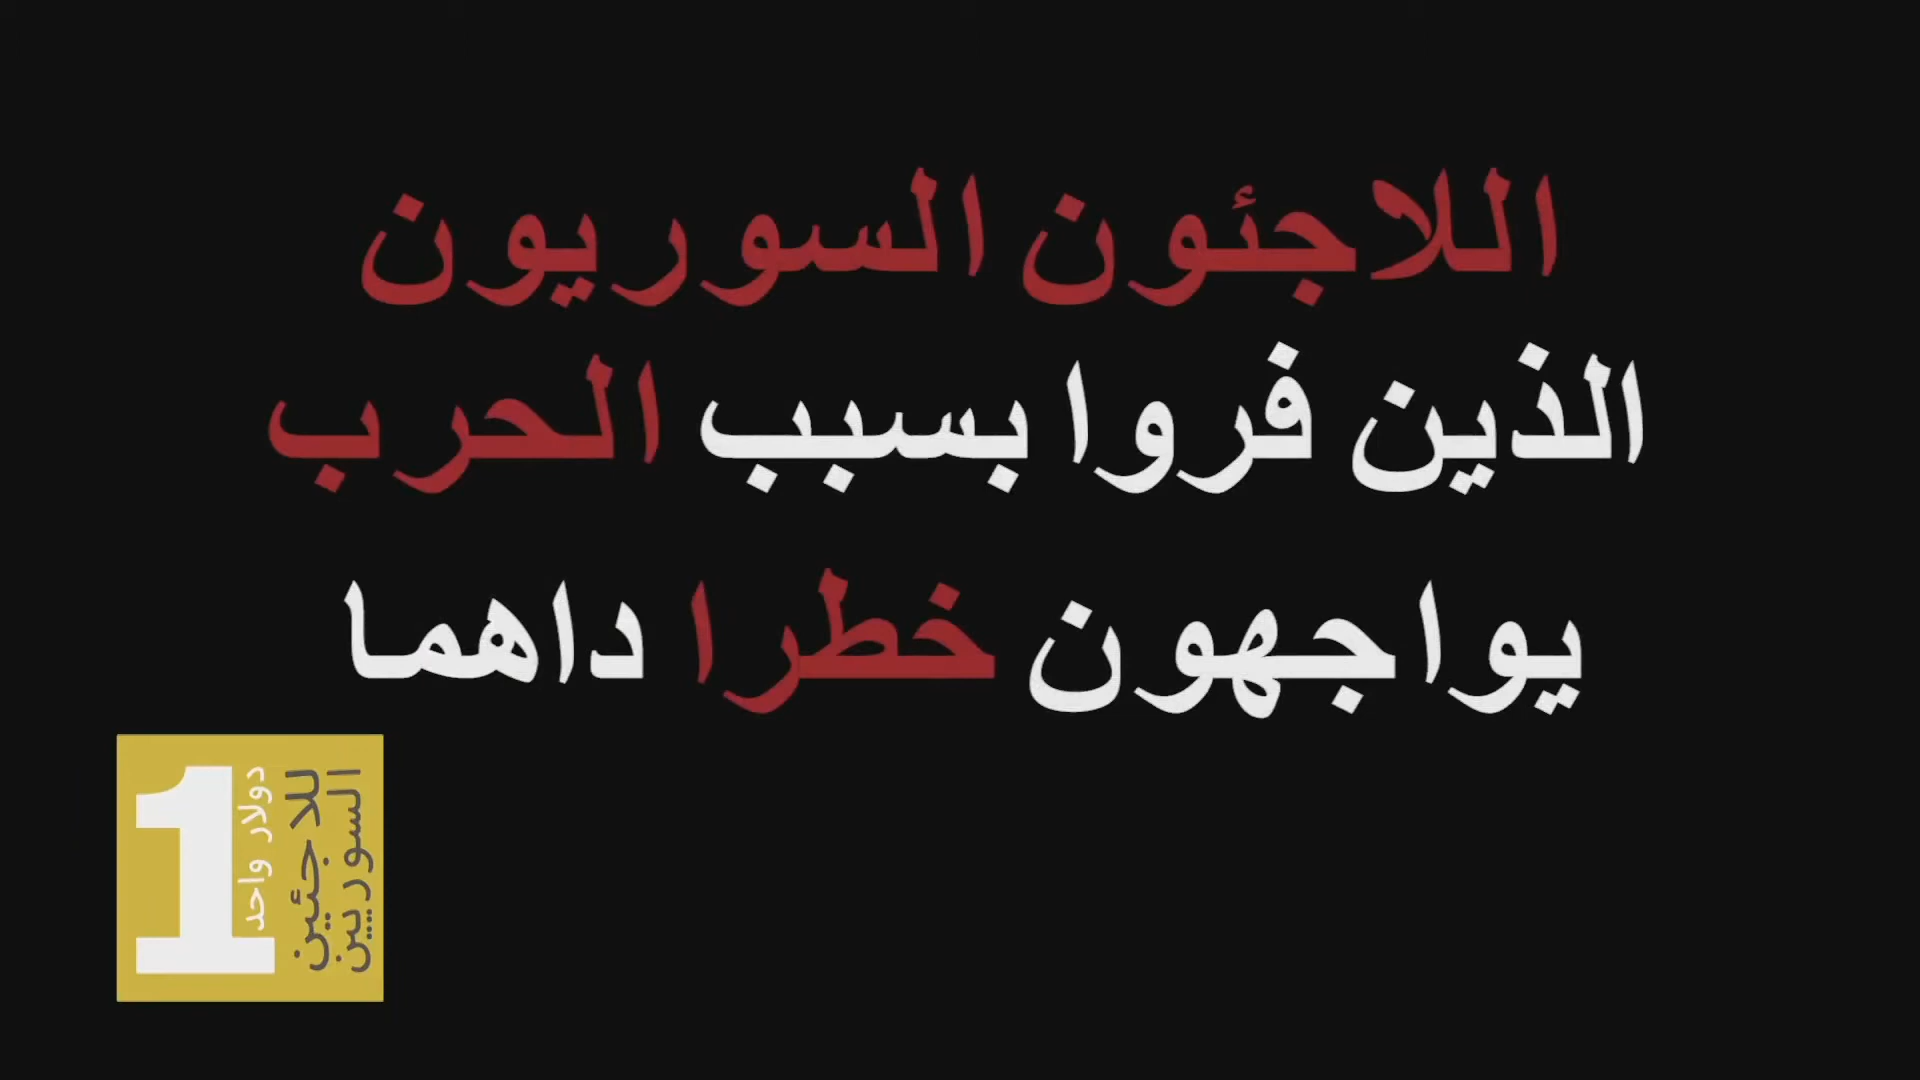 اللاجئون السوريون
الذين فروا بسبب الحرب
يواجهون خطرا داهما
1
دولار واحد
للاجئين
السوريين